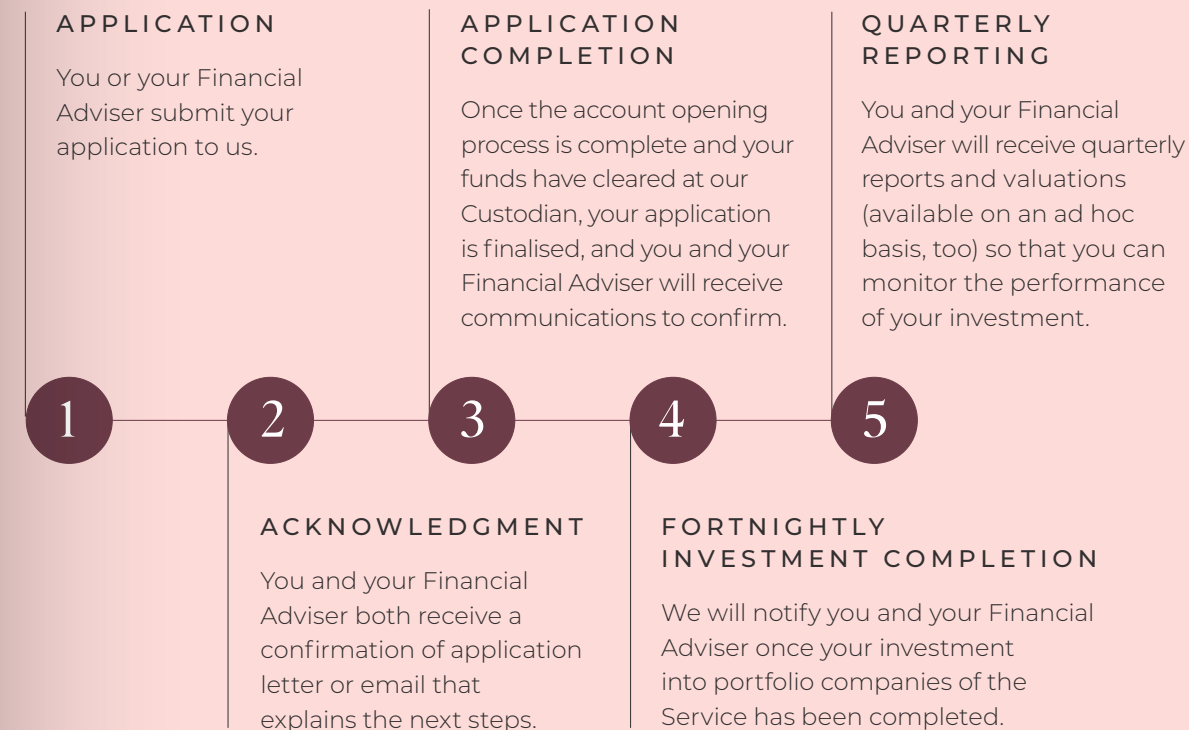 APPLICATION
You or your Financial
Adviser submit your
application to us.
APPLICATION
COMPLETION
Once the account opening
process is complete and your
funds have cleared at our
Custodian, your application
is finalised, and you and your
Financial Adviser will receive
communications to confirm.
QUARTERLY
REPORTING
You and your Financial
Adviser will receive quarterly
reports and valuations
(available on an ad hoc
basis, too) so that you can
monitor the performance
of your investment.
1
2
3
4
5
ACKNOWLEDGMENT
You and your Financial
Adviser both receive a
confirmation of application
letter or email that
explains the next steps.
FORTNIGHTLY
INVESTMENT COMPLETION
We will notify you and your Financial
Adviser once your investment
into portfolio companies of the
Service has been completed.